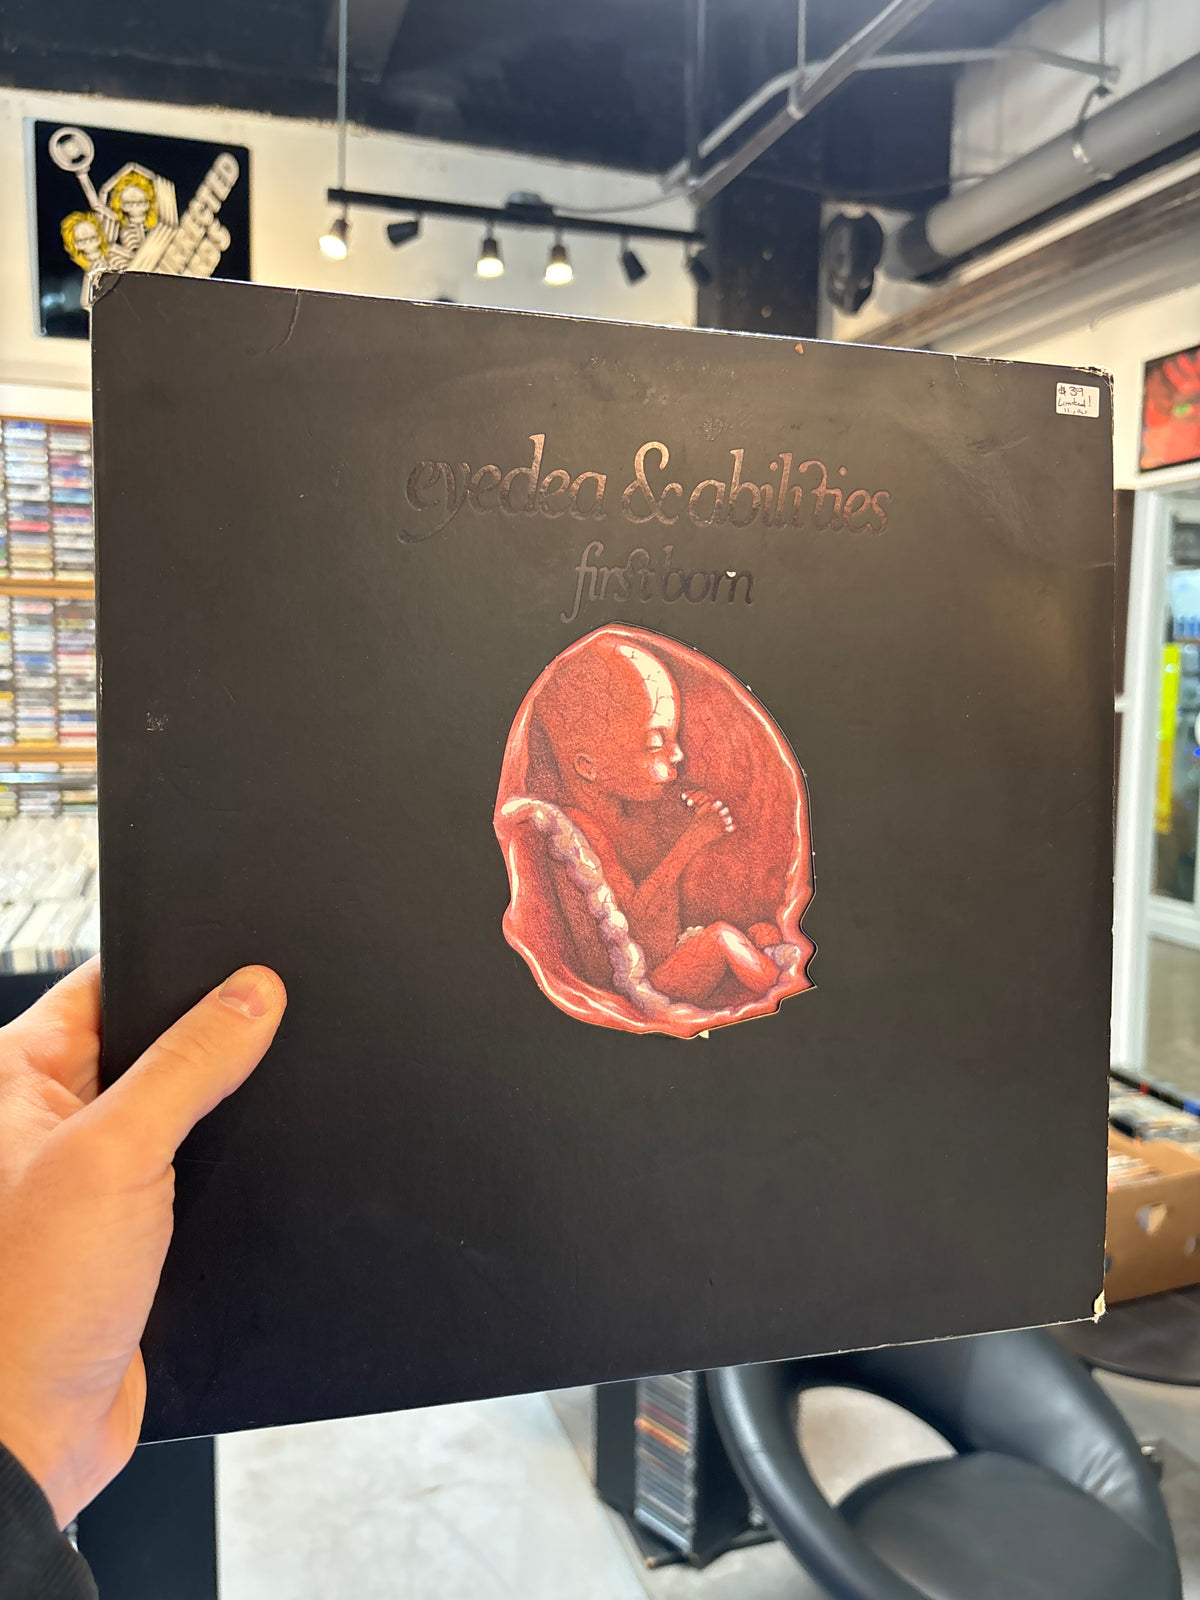 eyedea & abilities
first born
$39
Limited!